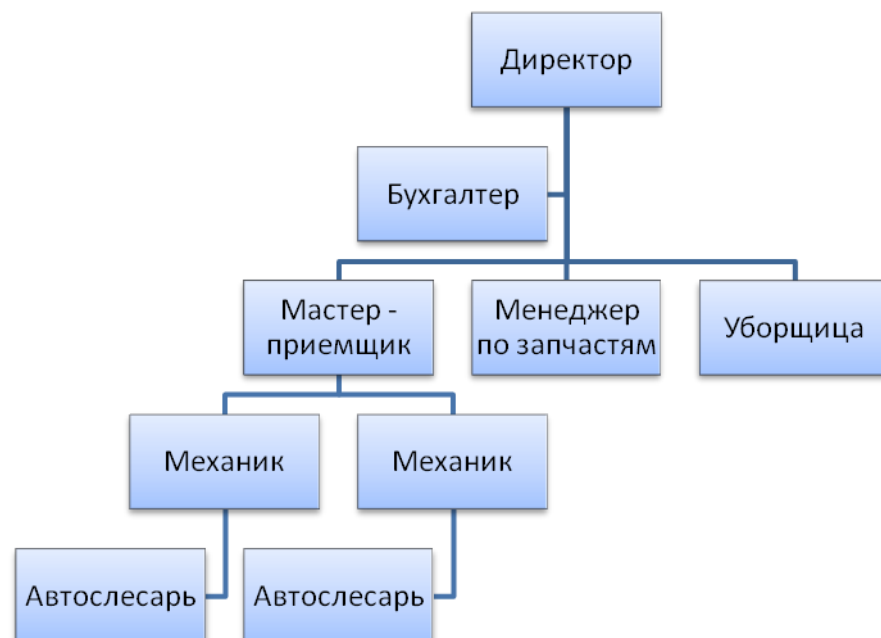 Директор
Бухгалтер
Мастер -
приемщик
Менеджер
по запчастям
Уборщица
Механик
Механик
Автослесарь
Автослесарь